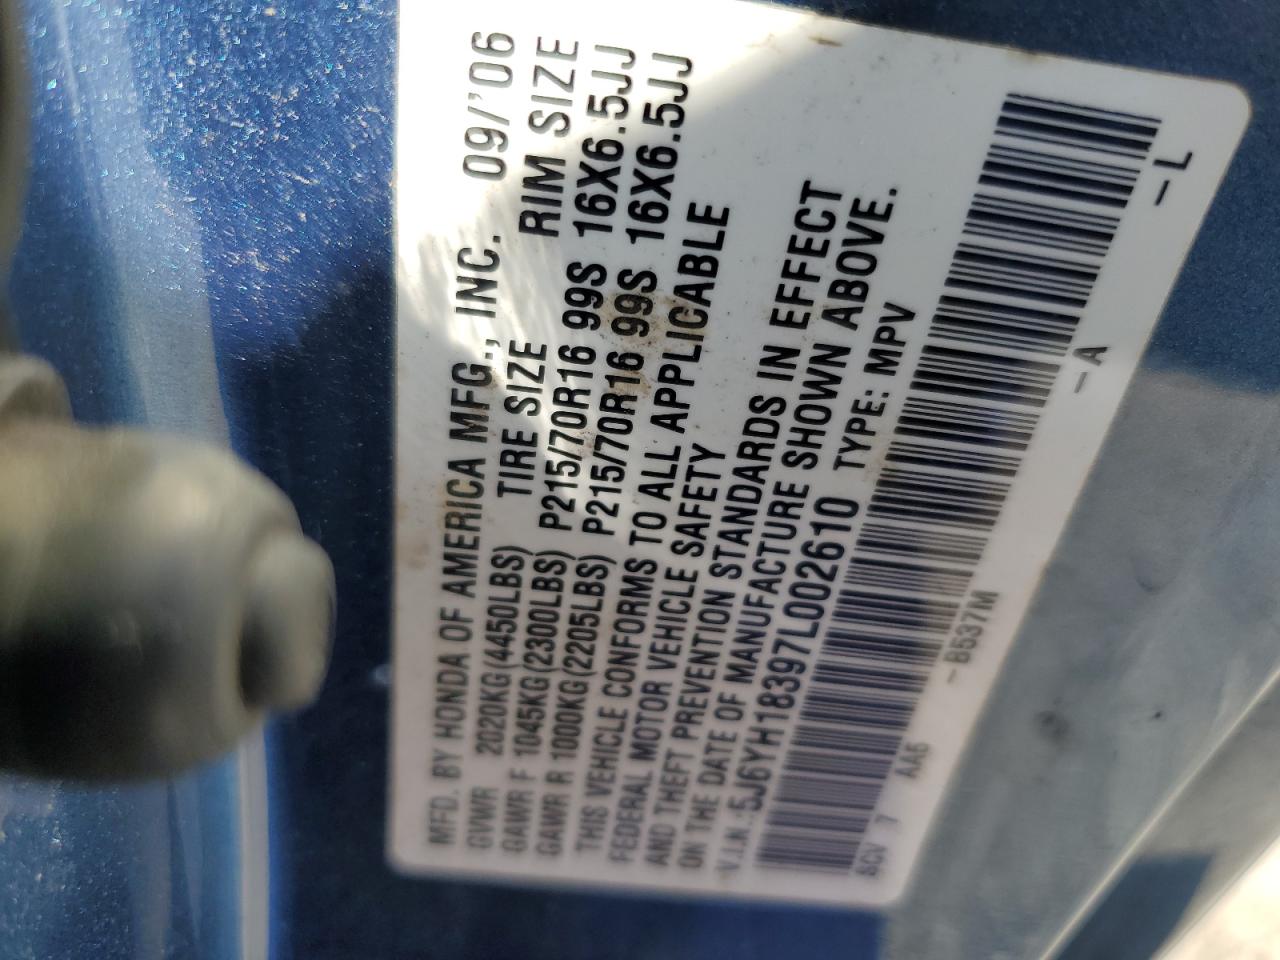 MFD. BY HONDA OF AMERICA MFG., INC. 09/'06
GVWR 2020KG(4450LBS) TIRE SIZE RIM SIZE
GAWR F 1045KG(2300LBS) P215/70R16 99S 16X6.5JJ
GAWR R 1000KG(2205LBS) P215/70R16 99S 16X6.5JJ
THIS VEHICLE CONFORMS TO ALL APPLICABLE
FEDERAL MOTOR VEHICLE SAFETY
AND THEFT PREVENTION STANDARDS IN EFFECT
ON THE DATE OF MANUFACTURE SHOWN ABOVE.
V.I.N.:5J6YH18397L002610 TYPE: MPV
SCV 7 AA6 -B537M -A -L